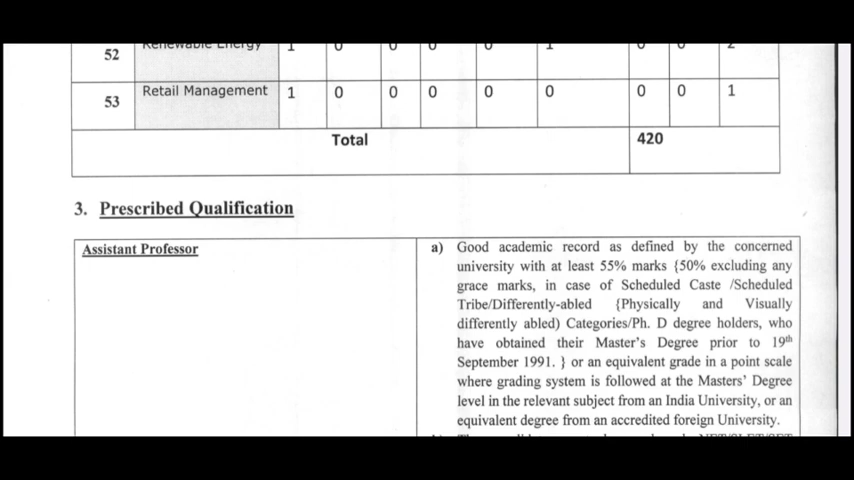 52 Renewable Energy 1 0 0 0 0 1 0 0 2
53 Retail Management 1 0 0 0 0 0 0 0 1
Total 420
3. Prescribed Qualification
Assistant Professor
a) Good academic record as defined by the concerned
university with at least 55% marks {50% excluding any
grace marks, in case of Scheduled Caste /Scheduled
Tribe/Differently-abled {Physically and Visually
differently abled) Categories/Ph. D degree holders, who
have obtained their Master's Degree prior to 19th
September 1991. } or an equivalent grade in a point scale
where grading system is followed at the Masters' Degree
level in the relevant subject from an India University, or an
equivalent degree from an accredited foreign University.